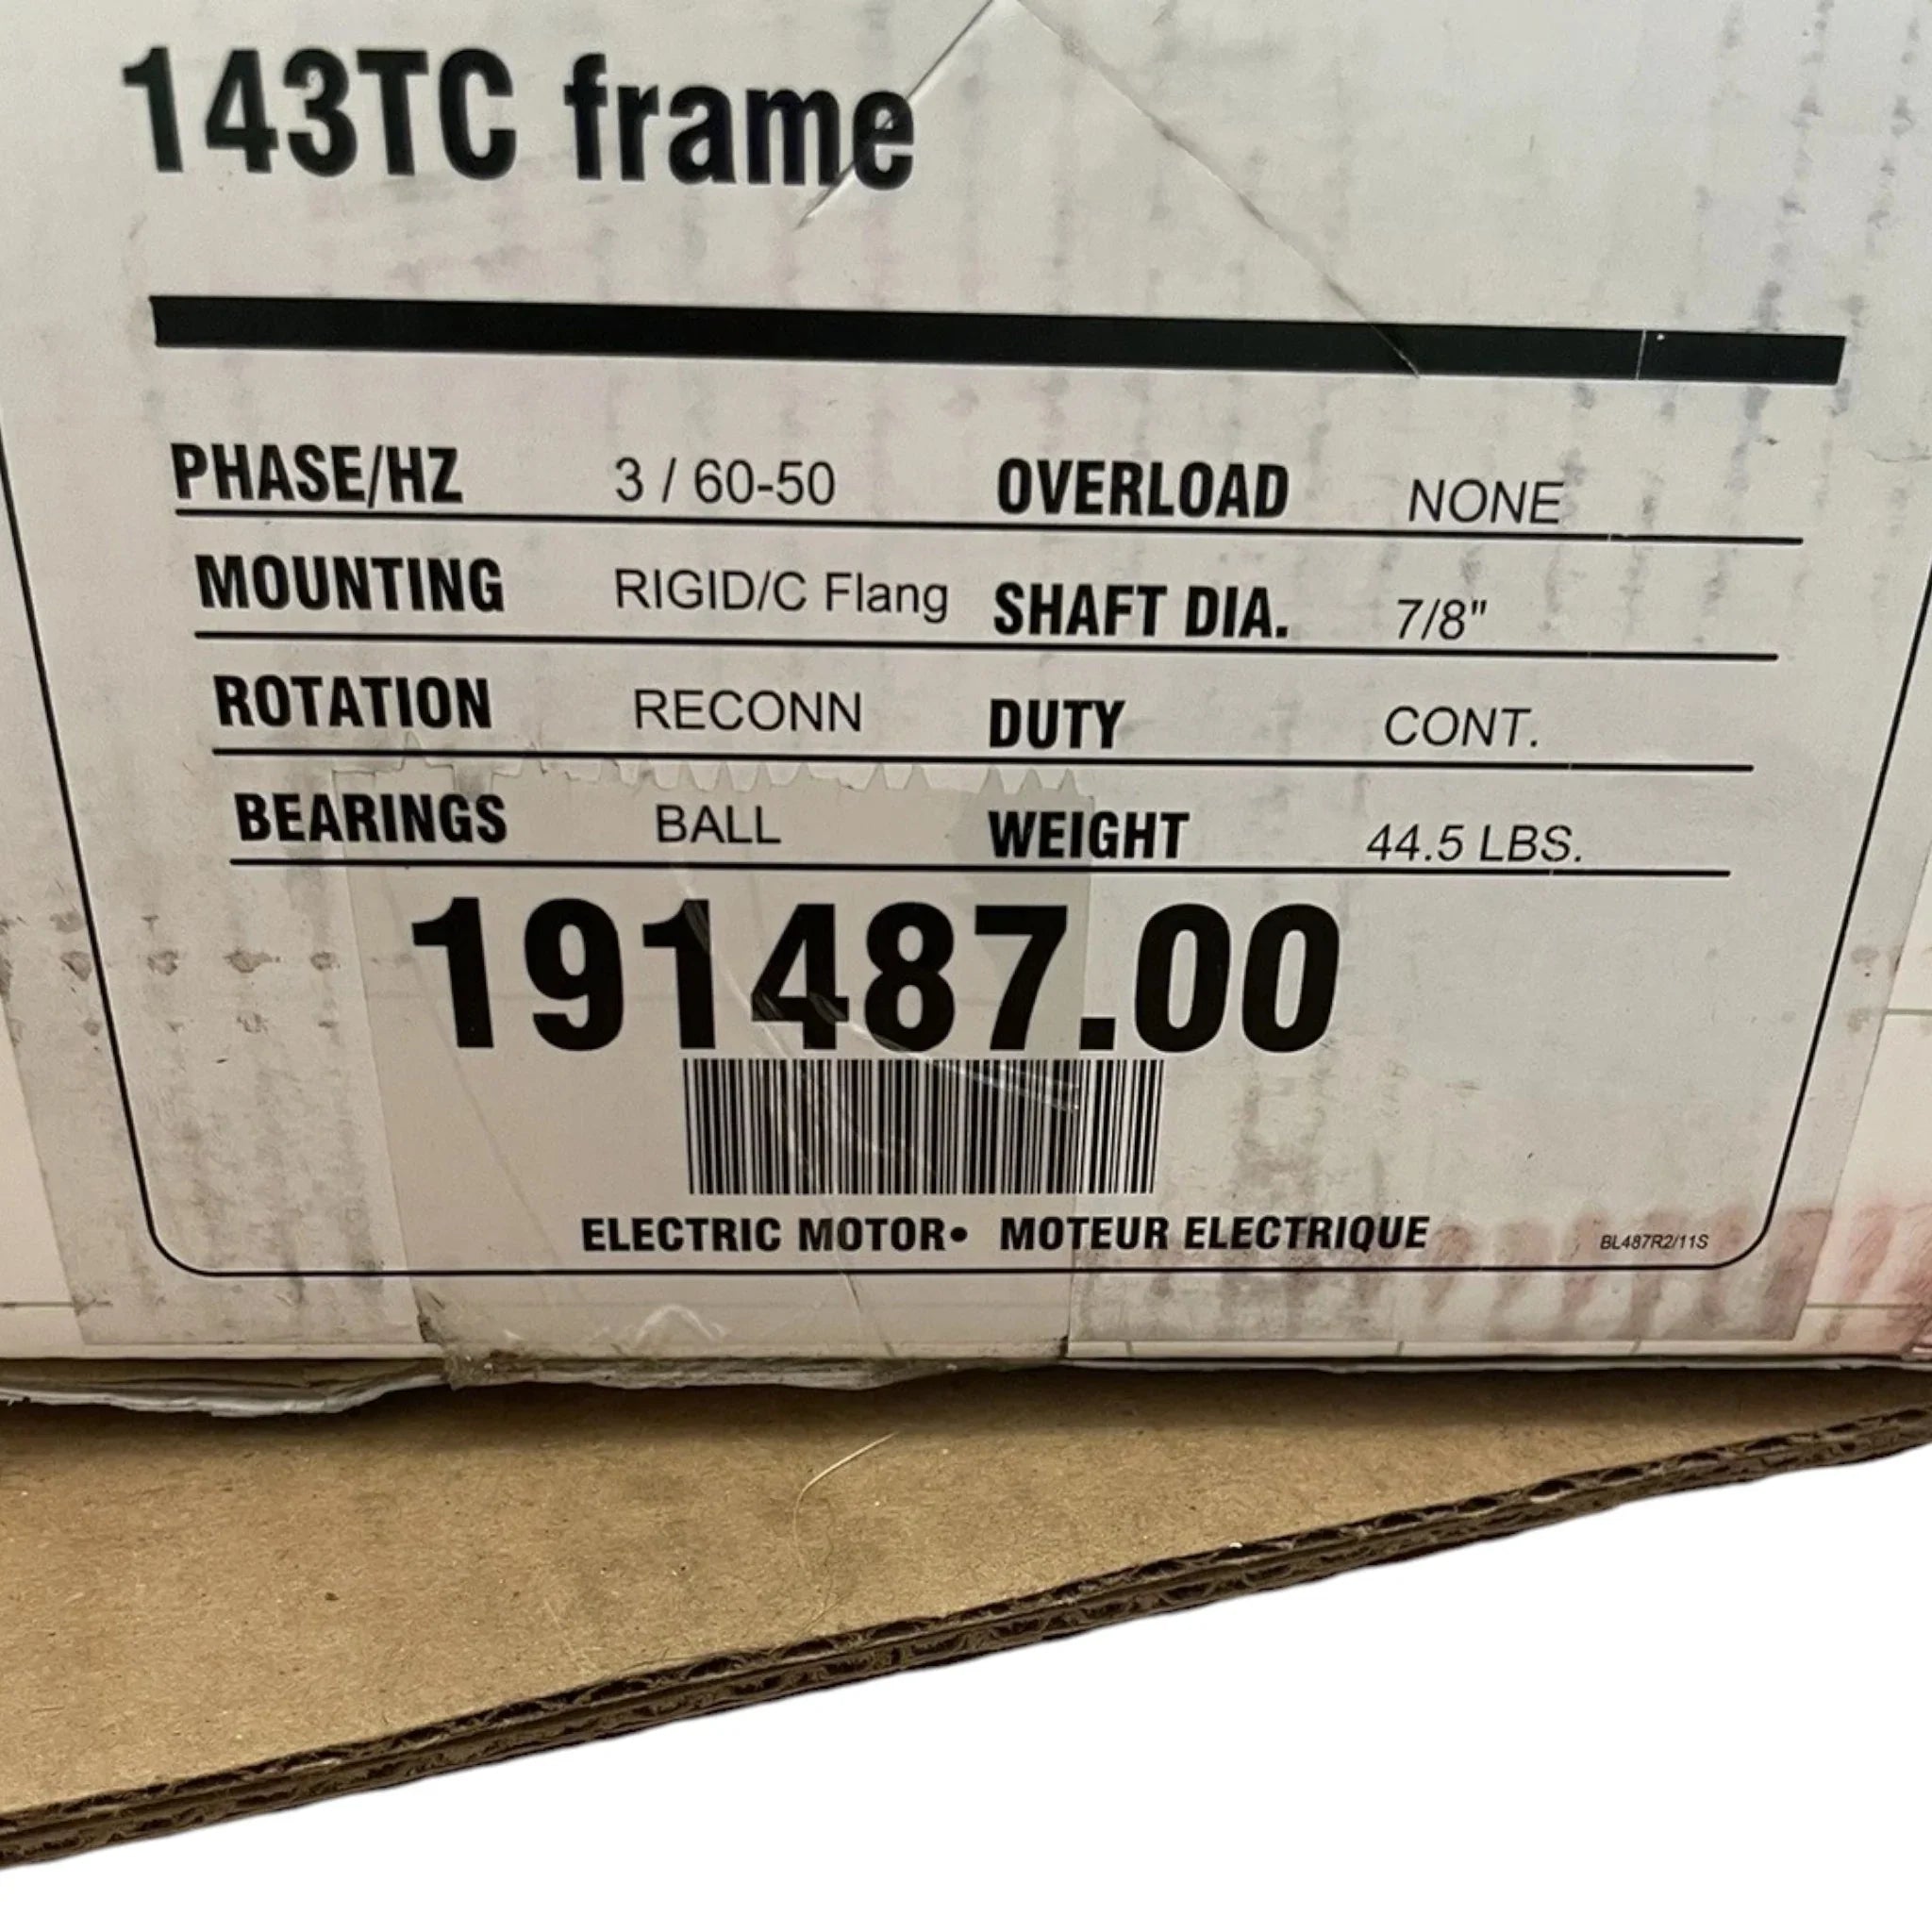 143TC frame
PHASE/HZ 3 / 60-50 OVERLOAD NONE
MOUNTING RIGID/C Flang SHAFT DIA. 7/8"
ROTATION RECONN DUTY CONT.
BEARINGS BALL WEIGHT 44.5 LBS.
191487.00
ELECTRIC MOTOR• MOTEUR ELECTRIQUE
BL487R2/11S